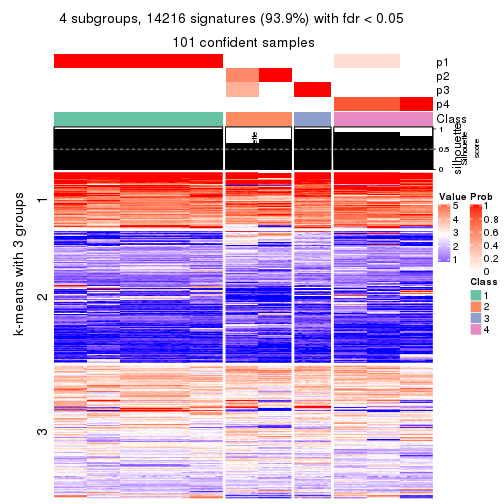 4 subgroups, 14216 signatures (93.9%) with fdr < 0.05
101 confident samples
p1
p2
p3
p4
Class
silhouette
Silhouette
score
1
0.5
0
k-means with 3 groups
1
2
3
Value
5
4
3
2
1
Prob
1
0.8
0.6
0.4
0.2
0
Class
1
2
3
4